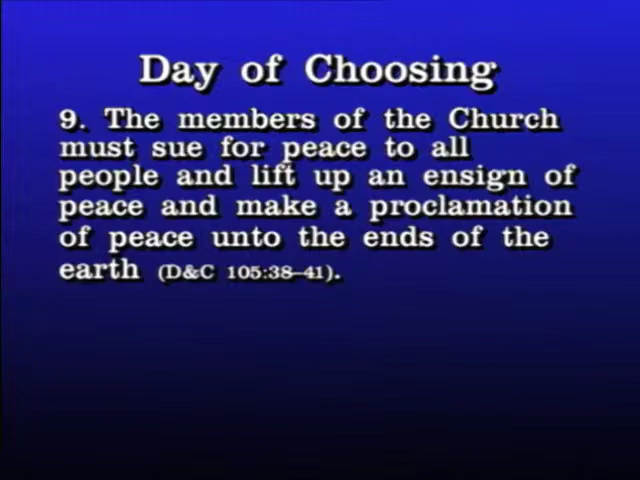 Day of Choosing
9. The members of the Church
must sue for peace to all
people and lift up an ensign of
peace and make a proclamation
of peace unto the ends of the
earth (D&C 105:38–41).